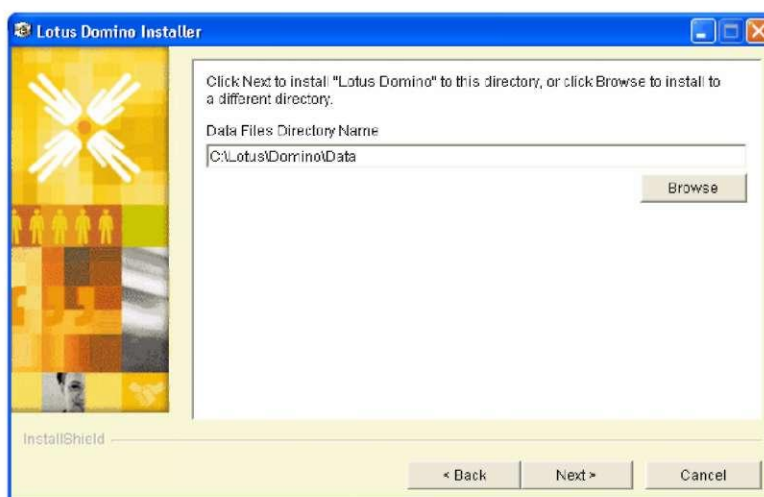 Lotus Domino Installer
Click Next to install "Lotus Domino" to this directory, or click Browse to install to
a different directory.
Data Files Directory Name
C:\Lotus\Domino\Data
Browse
InstallShield
< Back
Next >
Cancel